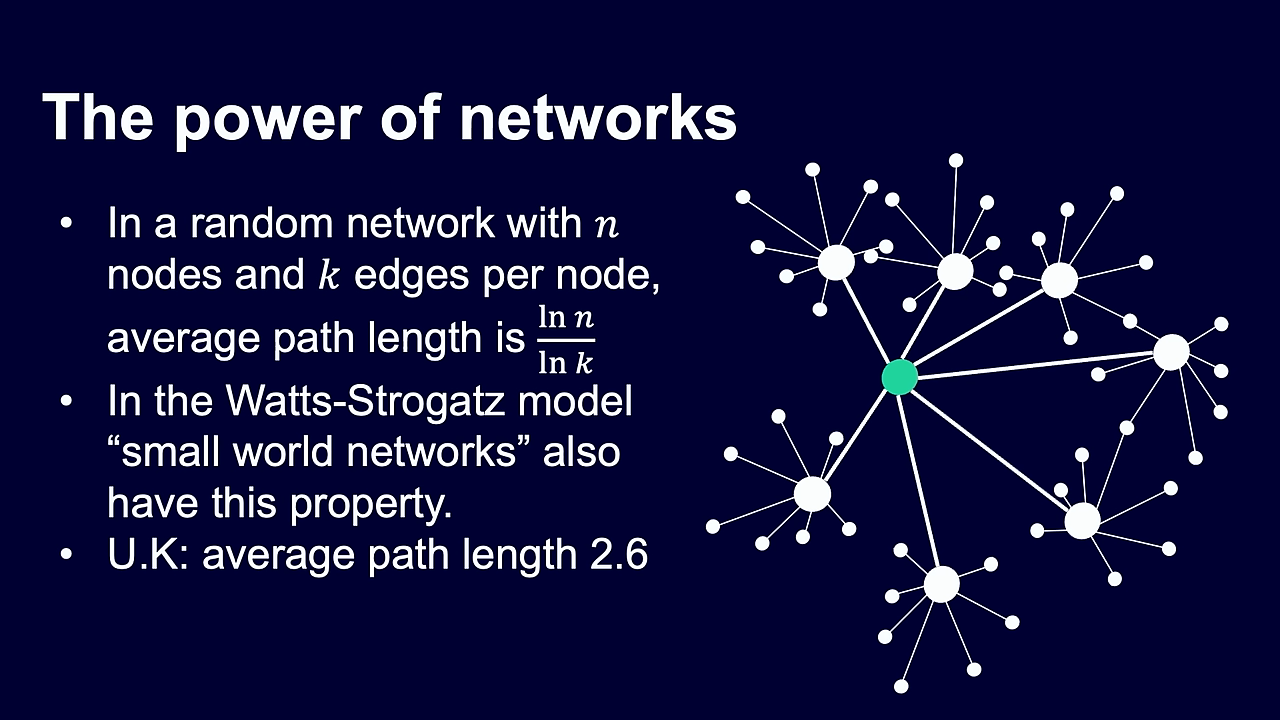 The power of networks
• In a random network with 𝑛
nodes and 𝑘 edges per node,
average path length is ln 𝑛 / ln 𝑘
• In the Watts-Strogatz model
“small world networks” also
have this property.
• U.K: average path length 2.6